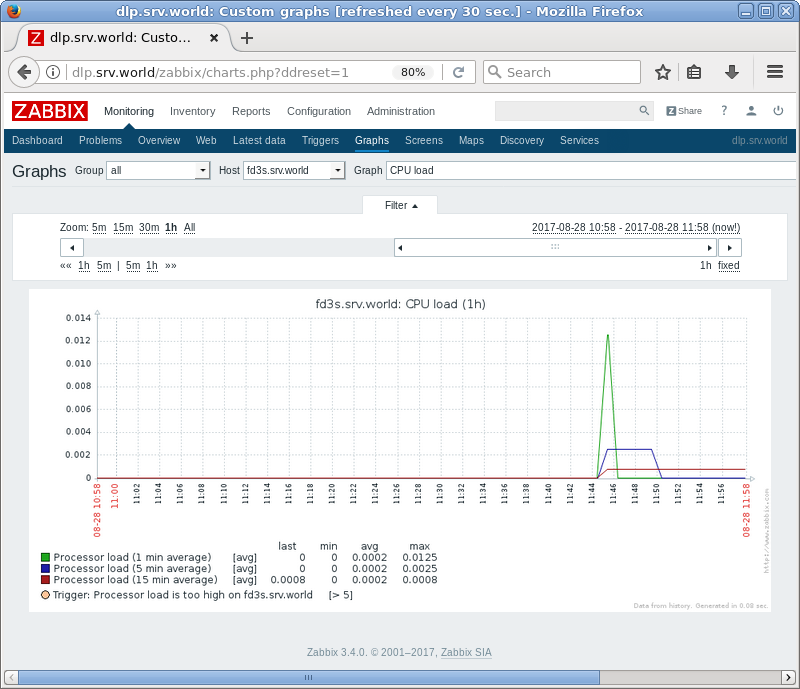 dlp.srv.world: Custom graphs [refreshed every 30 sec.] - Mozilla Firefox
dlp.srv.world: Custo... × +
dlp.srv.world/zabbix/charts.php?ddreset=1 80% Search
ZABBIX Monitoring Inventory Reports Configuration Administration Z Share ?
Dashboard Problems Overview Web Latest data Triggers Graphs Screens Maps Discovery Services dlp.srv.world
Graphs Group all Host fd3s.srv.world Graph CPU load
Filter
Zoom: 5m 15m 30m 1h All 2017-08-28 10:58 - 2017-08-28 11:58 (now!)
«« 1h 5m | 5m 1h »» 1h fixed
fd3s.srv.world: CPU load (1h)
0.014
0.012
0.010
0.008
0.006
0.004
0.002
0
08-28 10:58 11:00 11:02 11:04 11:06 11:08 11:10 11:12 11:14 11:16 11:18 11:20 11:22 11:24 11:26 11:28 11:30 11:32 11:34 11:36 11:38 11:40 11:42 11:44 11:46 11:48 11:50 11:52 11:54 11:56 08-28 11:58
http://www.zabbix.com
last min avg max
Processor load (1 min average) [avg] 0 0 0.0002 0.0125
Processor load (5 min average) [avg] 0 0 0.0002 0.0025
Processor load (15 min average) [avg] 0.0008 0 0.0002 0.0008
Trigger: Processor load is too high on fd3s.srv.world [> 5]
Data from history. Generated in 0.08 sec.
Zabbix 3.4.0. © 2001–2017, Zabbix SIA